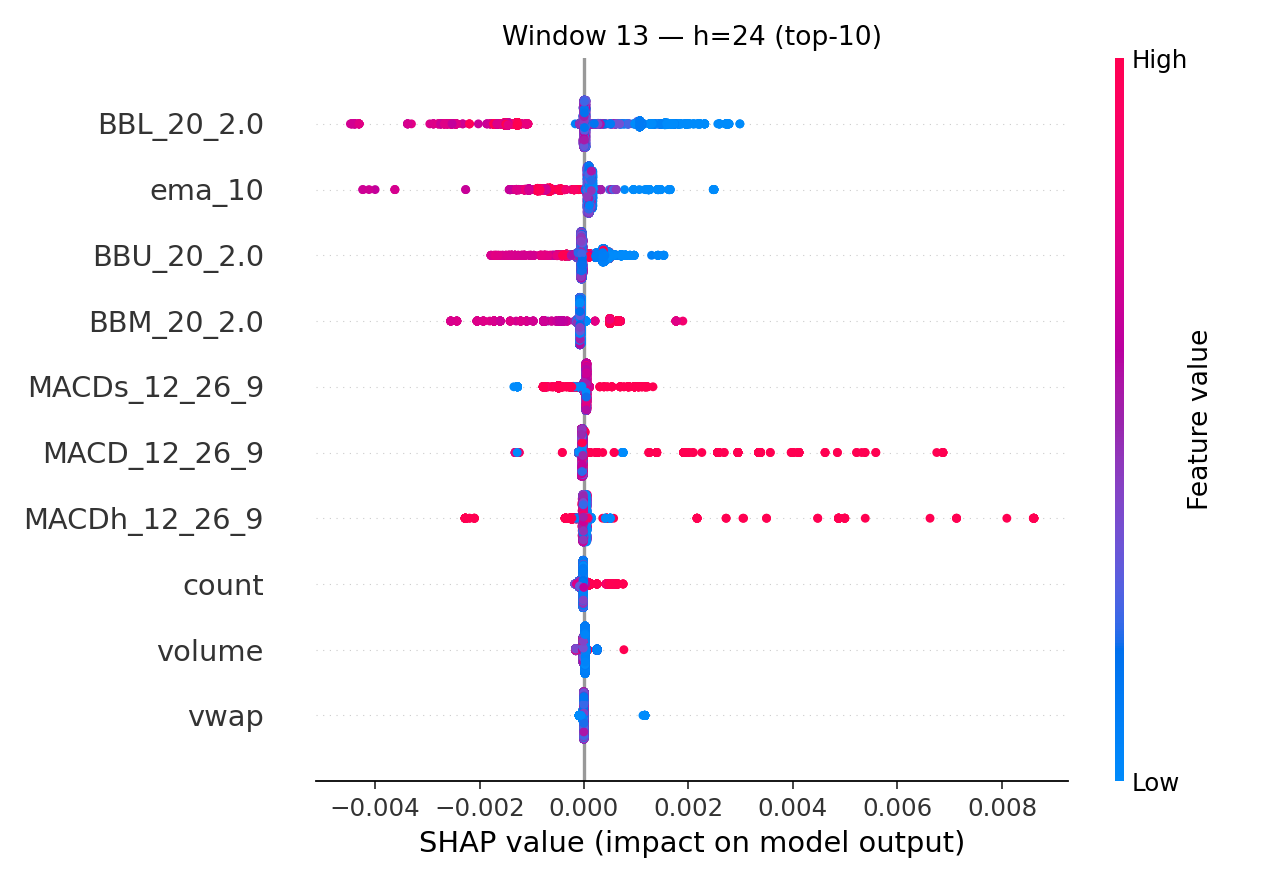 Window 13 — h=24 (top-10)
High
BBL_20_2.0
ema_10
BBU_20_2.0
BBM_20_2.0
MACDs_12_26_9
MACD_12_26_9
MACDh_12_26_9
count
volume
vwap
Feature value
Low
−0.004 −0.002 0.000 0.002 0.004 0.006 0.008
SHAP value (impact on model output)